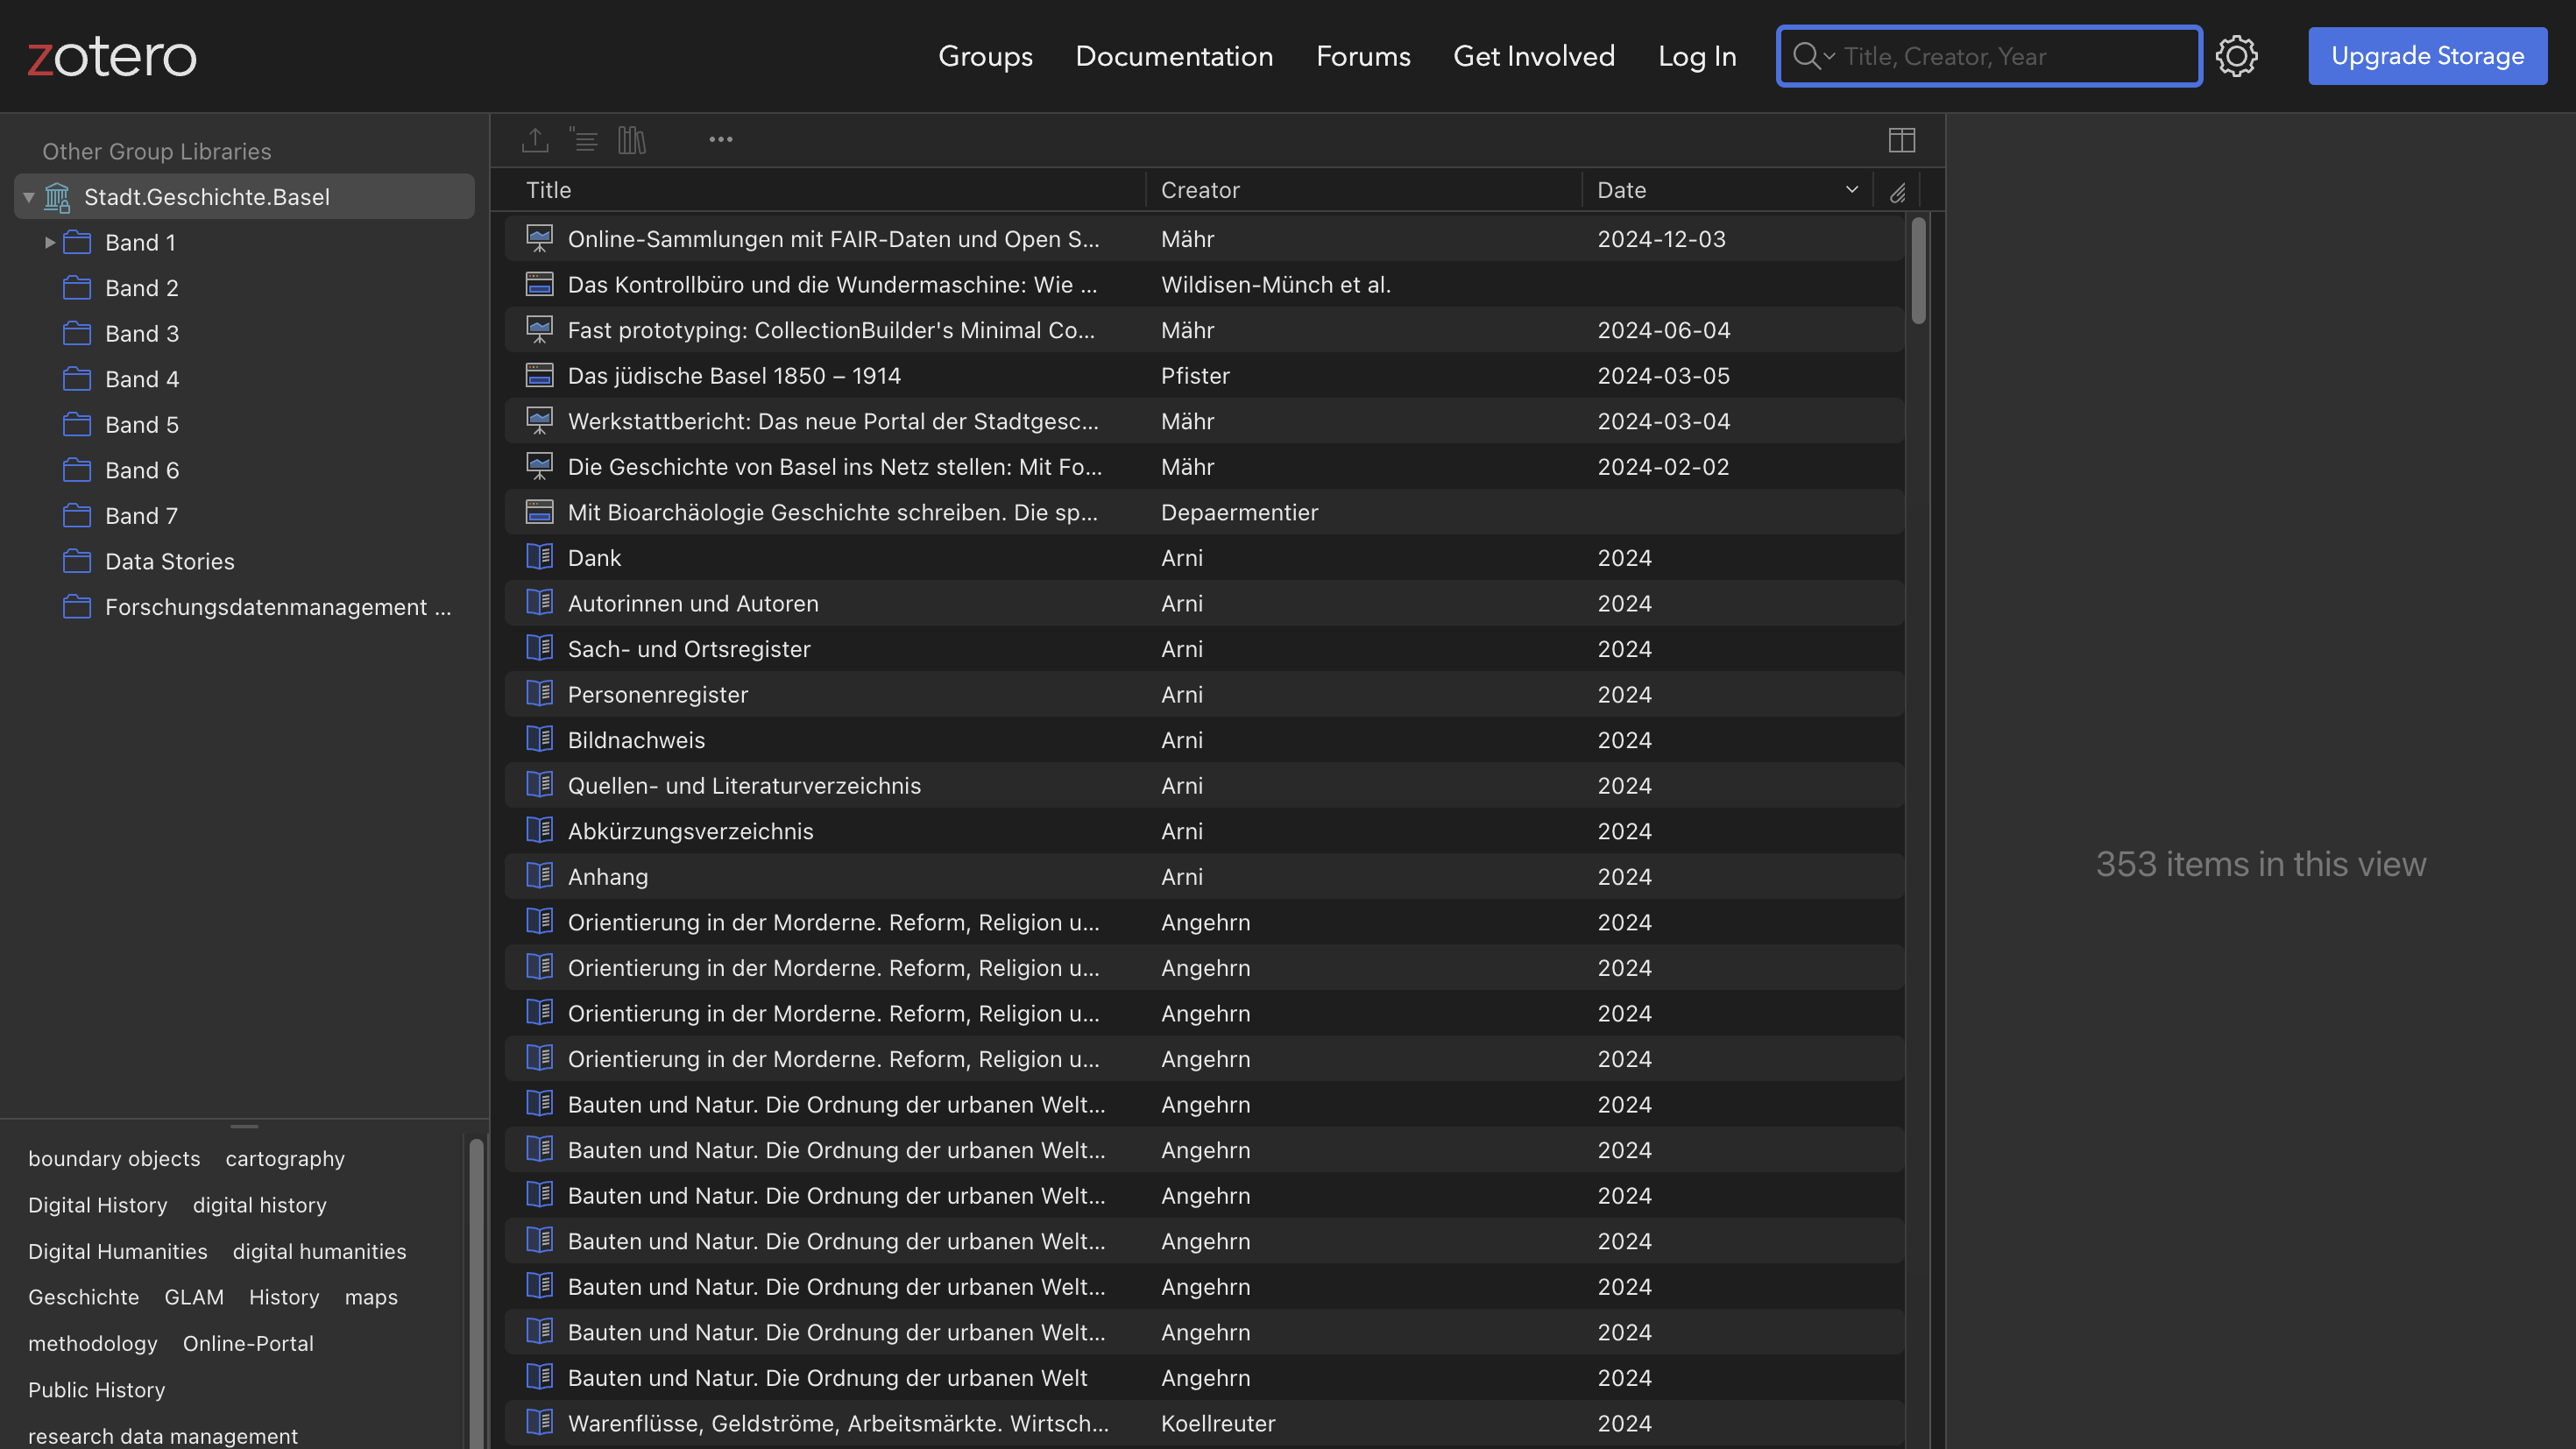 zotero
Groups Documentation Forums Get Involved Log In Title, Creator, Year Upgrade Storage
Other Group Libraries
Stadt.Geschichte.Basel
Band 1
Band 2
Band 3
Band 4
Band 5
Band 6
Band 7
Data Stories
Forschungsdatenmanagement ...
boundary objects cartography
Digital History digital history
Digital Humanities digital humanities
Geschichte GLAM History maps
methodology Online-Portal
Public History
research data management
Title Creator Date
Online-Sammlungen mit FAIR-Daten und Open S... Mähr 2024-12-03
Das Kontrollbüro und die Wundermaschine: Wie ... Wildisen-Münch et al.
Fast prototyping: CollectionBuilder's Minimal Co... Mähr 2024-06-04
Das jüdische Basel 1850 – 1914 Pfister 2024-03-05
Werkstattbericht: Das neue Portal der Stadtgesc... Mähr 2024-03-04
Die Geschichte von Basel ins Netz stellen: Mit Fo... Mähr 2024-02-02
Mit Bioarchäologie Geschichte schreiben. Die sp... Depaermentier
Dank Arni 2024
Autorinnen und Autoren Arni 2024
Sach- und Ortsregister Arni 2024
Personenregister Arni 2024
Bildnachweis Arni 2024
Quellen- und Literaturverzeichnis Arni 2024
Abkürzungsverzeichnis Arni 2024
Anhang Arni 2024
Orientierung in der Morderne. Reform, Religion u... Angehrn 2024
Orientierung in der Morderne. Reform, Religion u... Angehrn 2024
Orientierung in der Morderne. Reform, Religion u... Angehrn 2024
Orientierung in der Morderne. Reform, Religion u... Angehrn 2024
Bauten und Natur. Die Ordnung der urbanen Welt... Angehrn 2024
Bauten und Natur. Die Ordnung der urbanen Welt... Angehrn 2024
Bauten und Natur. Die Ordnung der urbanen Welt... Angehrn 2024
Bauten und Natur. Die Ordnung der urbanen Welt... Angehrn 2024
Bauten und Natur. Die Ordnung der urbanen Welt... Angehrn 2024
Bauten und Natur. Die Ordnung der urbanen Welt... Angehrn 2024
Bauten und Natur. Die Ordnung der urbanen Welt Angehrn 2024
Warenflüsse, Geldströme, Arbeitsmärkte. Wirtsch... Koellreuter 2024
353 items in this view